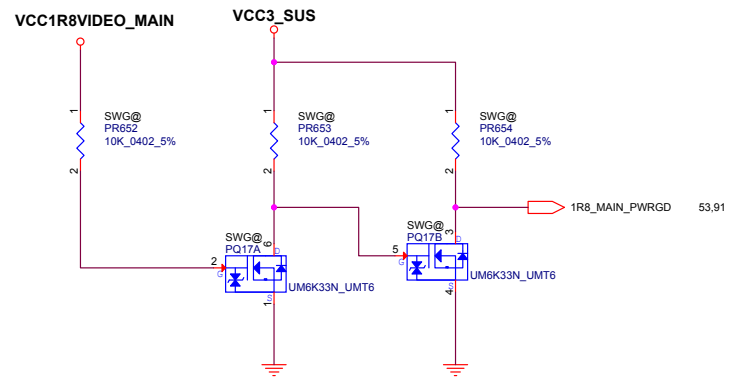 VCC1R8VIDEO_MAIN
VCC3_SUS
1
SWG@
PR652
10K_0402_5%
2
1
SWG@
PR653
10K_0402_5%
2
1
SWG@
PR654
10K_0402_5%
2
1R8_MAIN_PWRGD 53,91
SWG@
PQ17A
2
G
6
D
S
1
UM6K33N_UMT6
SWG@
PQ17B
5
G
3
D
S
4
UM6K33N_UMT6